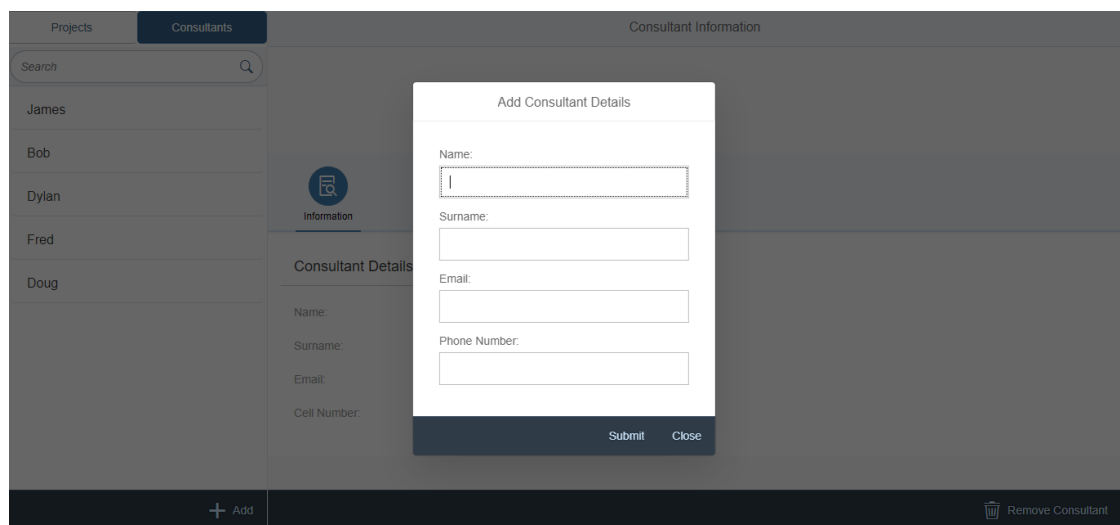 Projects
Consultants
Consultant Information
Search
James
Bob
Dylan
Fred
Doug
Add
Information
Consultant Details
Name:
Surname:
Email:
Cell Number:
Add Consultant Details
Name:
Surname:
Email:
Phone Number:
Submit
Close
Remove Consultant